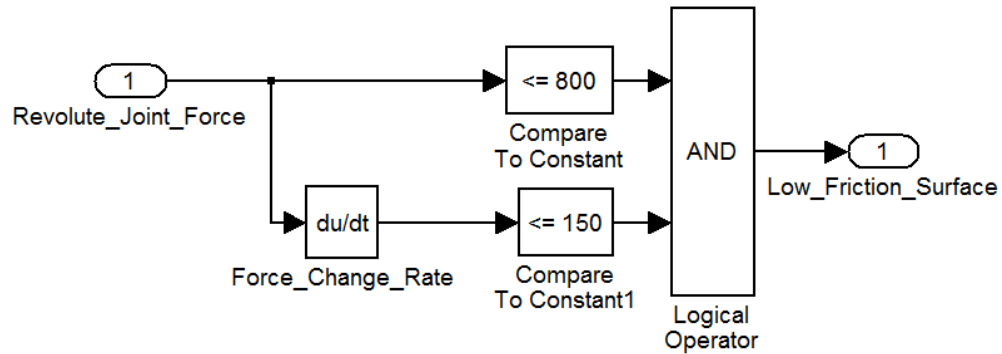 1
Revolute_Joint_Force
<= 800
Compare
To Constant
du/dt
Force_Change_Rate
<= 150
Compare
To Constant1
AND
Logical
Operator
1
Low_Friction_Surface